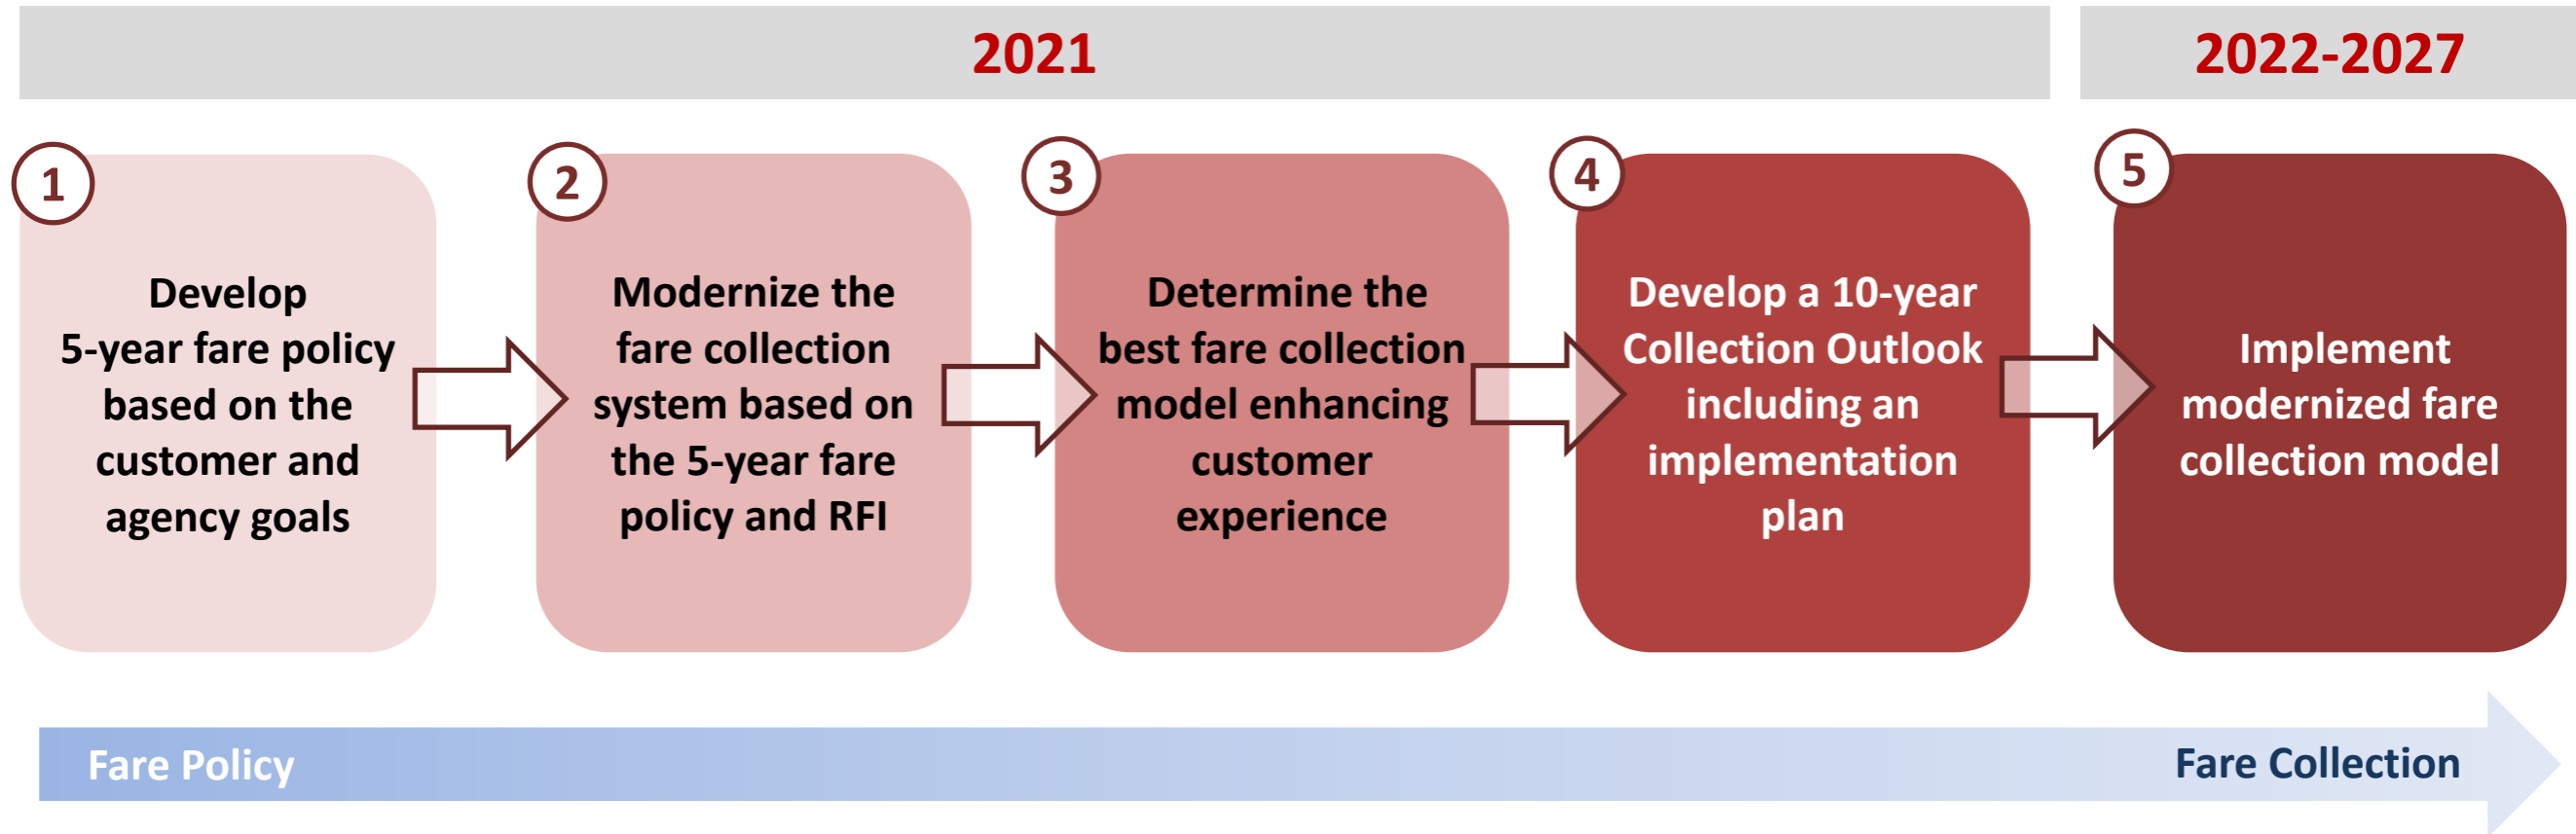 2021
2022-2027
1
Develop
5-year fare policy
based on the
customer and
agency goals
2
Modernize the
fare collection
system based on
the 5-year fare
policy and RFI
3
Determine the
best fare collection
model enhancing
customer
experience
4
Develop a 10-year
Collection Outlook
including an
implementation
plan
5
Implement
modernized fare
collection model
Fare Policy
Fare Collection